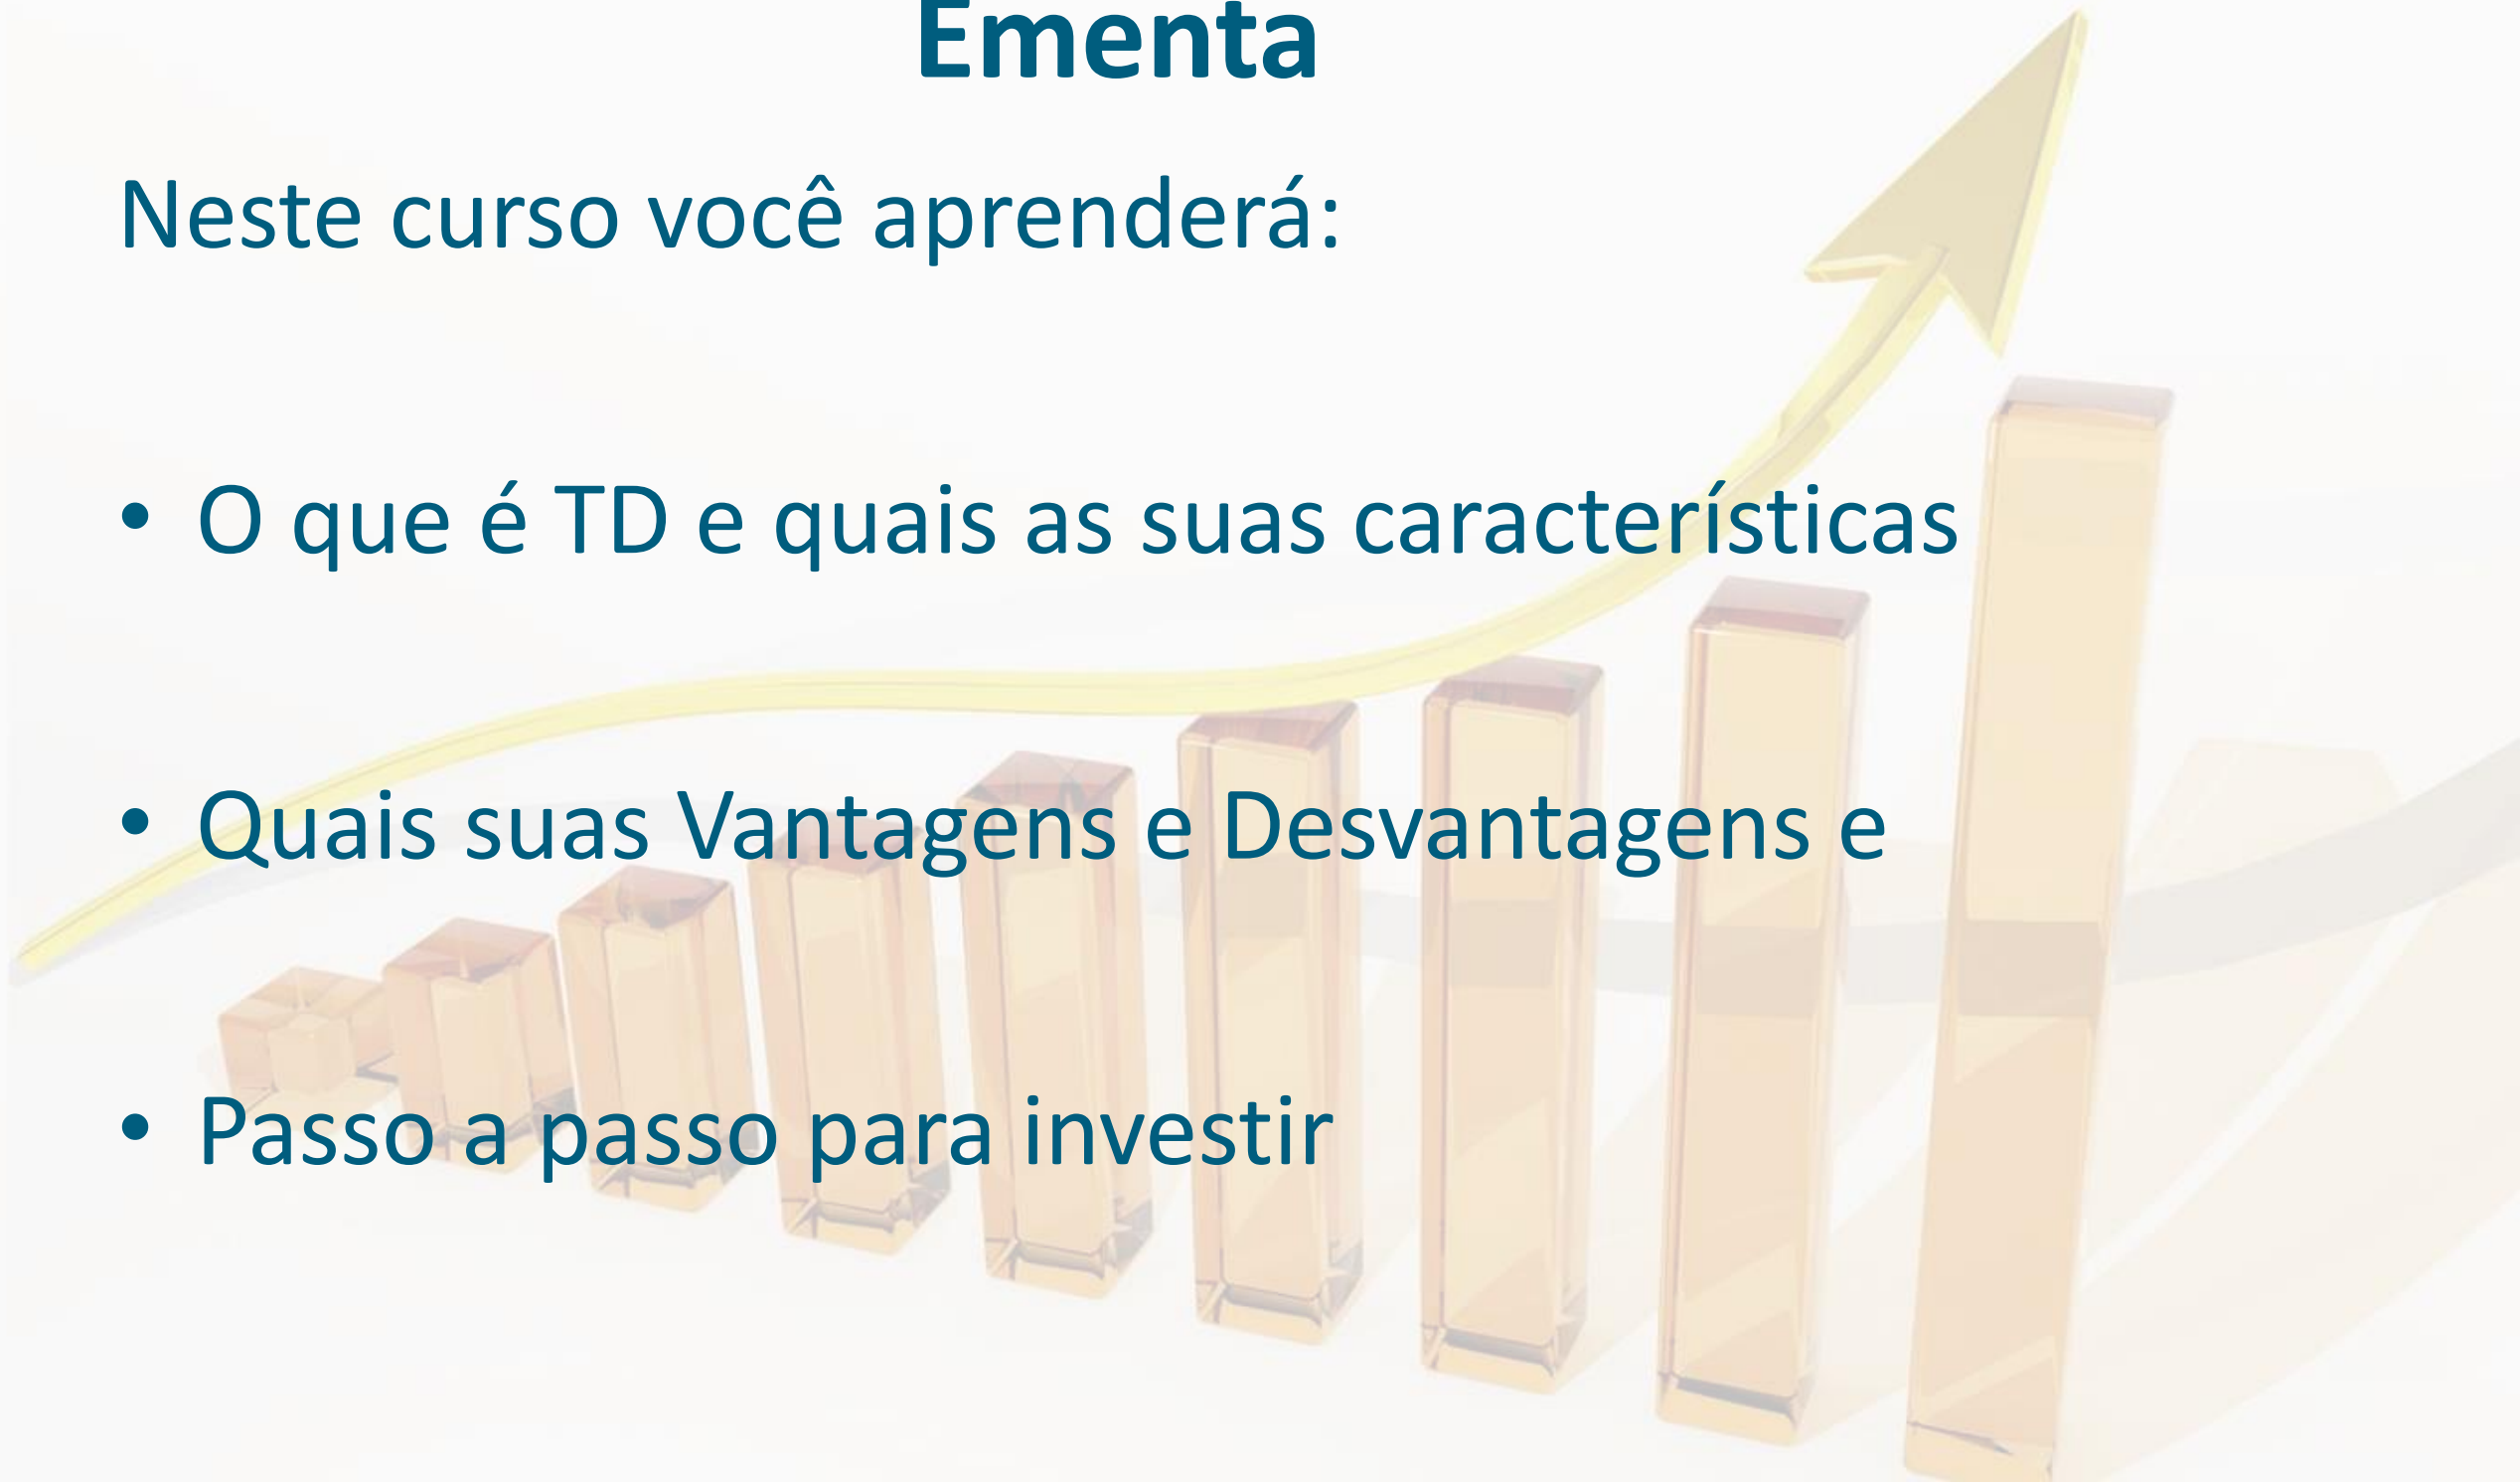 Ementa
Neste curso você aprenderá:
• O que é TD e quais as suas características
• Quais suas Vantagens e Desvantagens e
• Passo a passo para investir